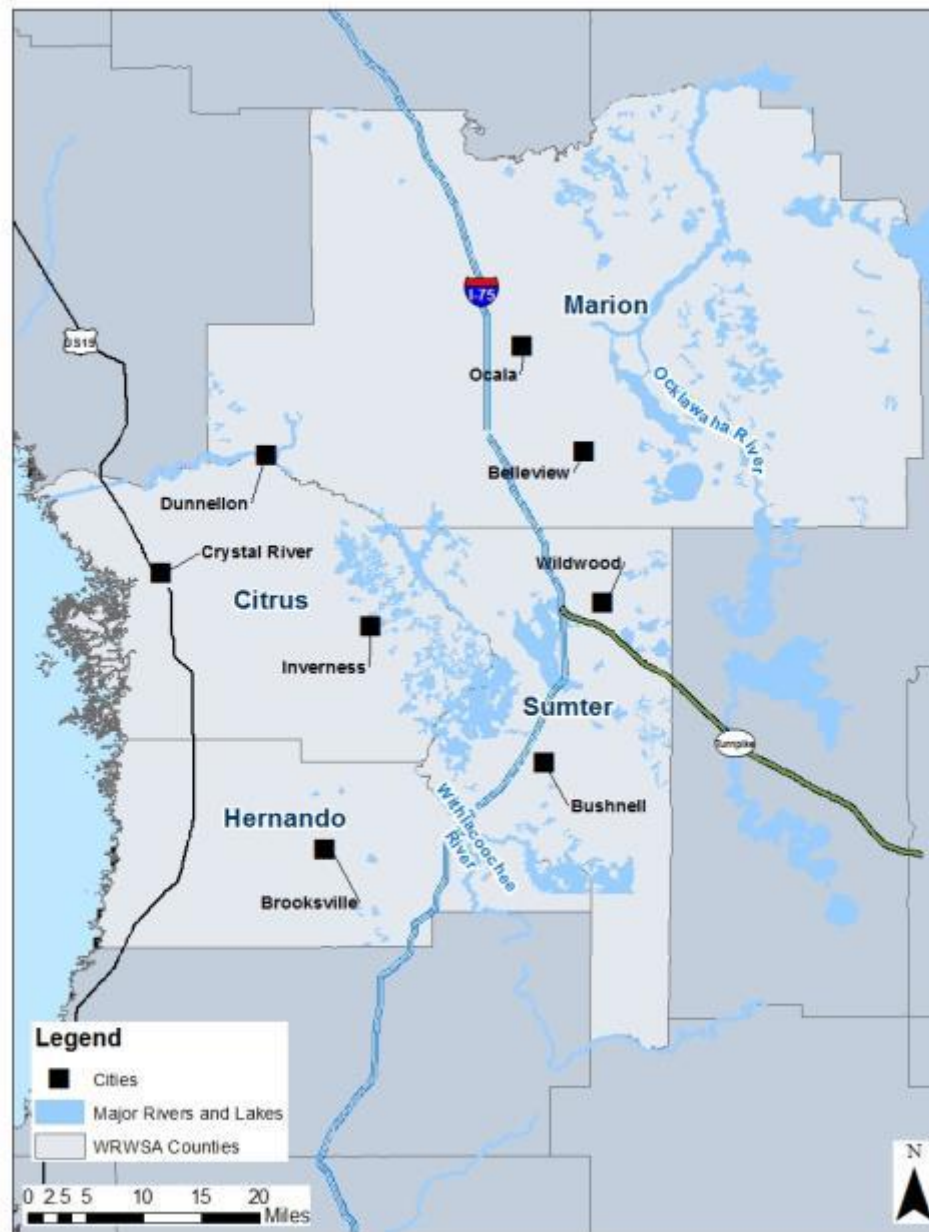 I-75
Marion
US19
Ocala
Ocklawaha River
Belleview
Dunnellon
Crystal River
Wildwood
Citrus
Inverness
Sumter
Turnpike
Bushnell
Hernando
Withlacoochee
River
Brooksville
Legend
Cities
Major Rivers and Lakes
WRWSA Counties
N
0 2.5 5 10 15 20
Miles